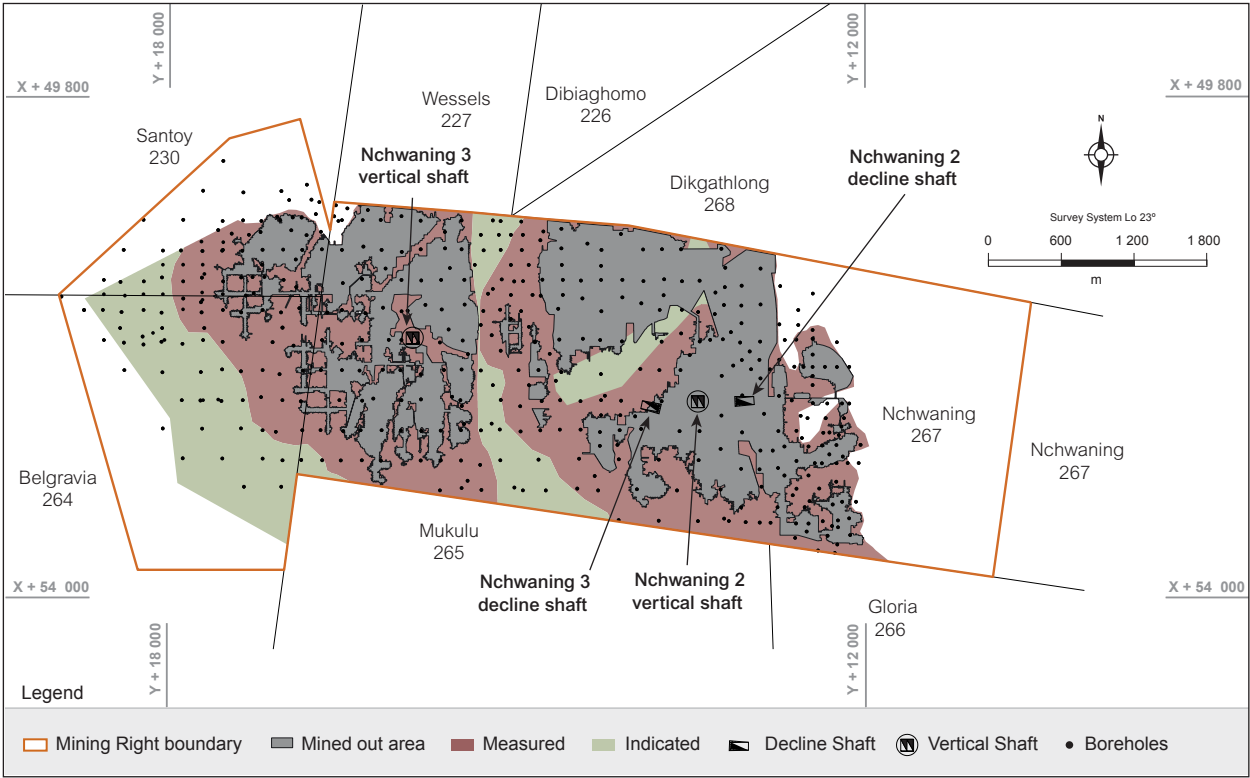 Y + 18 000
Y + 12 000
X + 49 800
X + 49 800
Wessels
227
Dibiaghomo
226
Santoy
230
Nchwaning 3
vertical shaft
Nchwaning 2
decline shaft
Dikgathlong
268
N
Survey System Lo 23º
0 600 1 200 1 800
m
Nchwaning
267
Nchwaning
267
Belgravia
264
Mukulu
265
Nchwaning 3
decline shaft
Nchwaning 2
vertical shaft
Gloria
266
X + 54 000
X + 54 000
Y + 18 000
Y + 12 000
Legend
Mining Right boundary Mined out area Measured Indicated Decline Shaft Vertical Shaft Boreholes